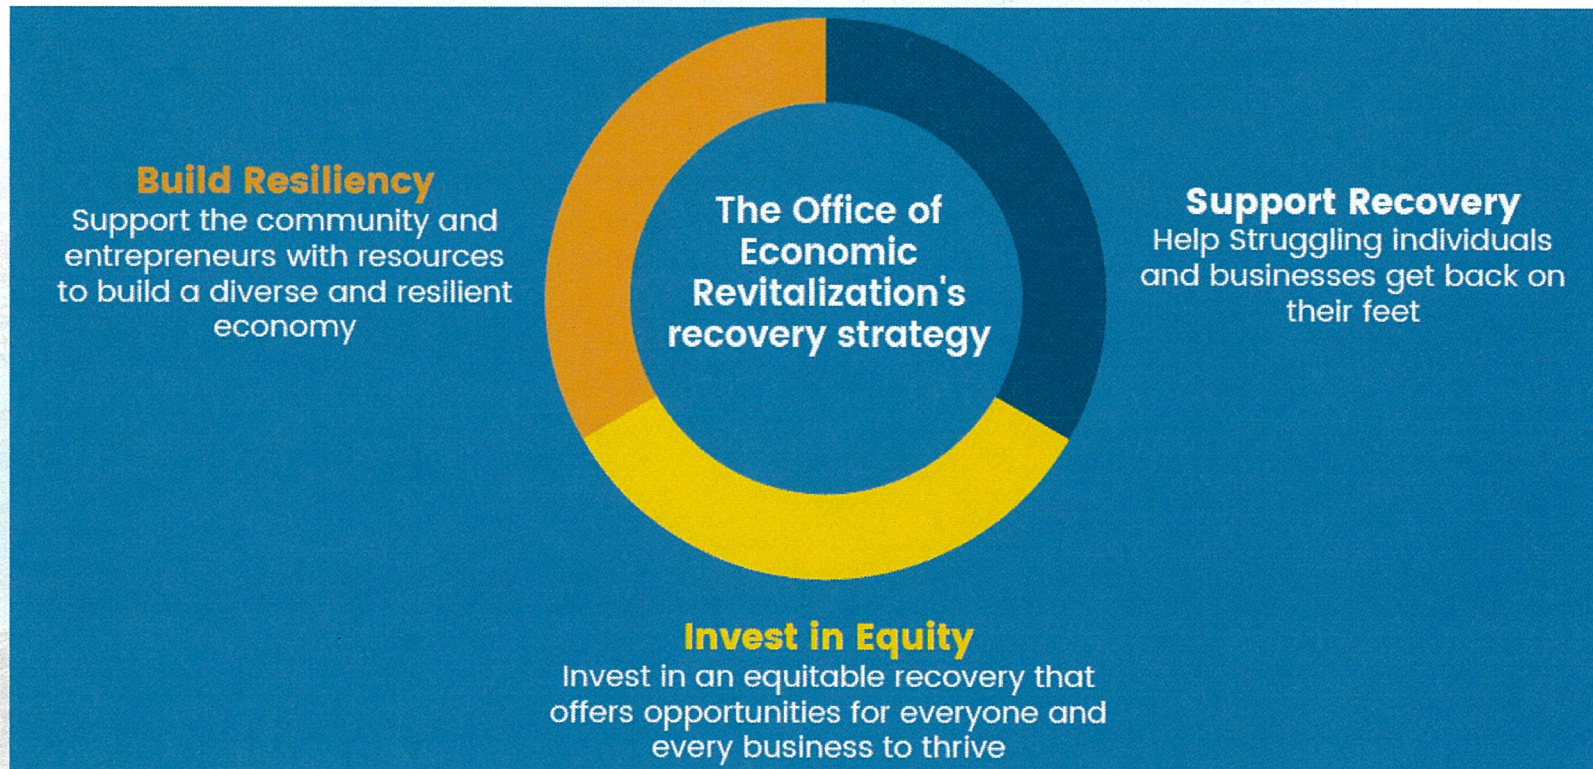 The Office of
Economic
Revitalization's
recovery strategy
Build Resiliency
Support the community and
entrepreneurs with resources
to build a diverse and resilient
economy
Support Recovery
Help Struggling individuals
and businesses get back on
their feet
Invest in Equity
Invest in an equitable recovery that
offers opportunities for everyone and
every business to thrive